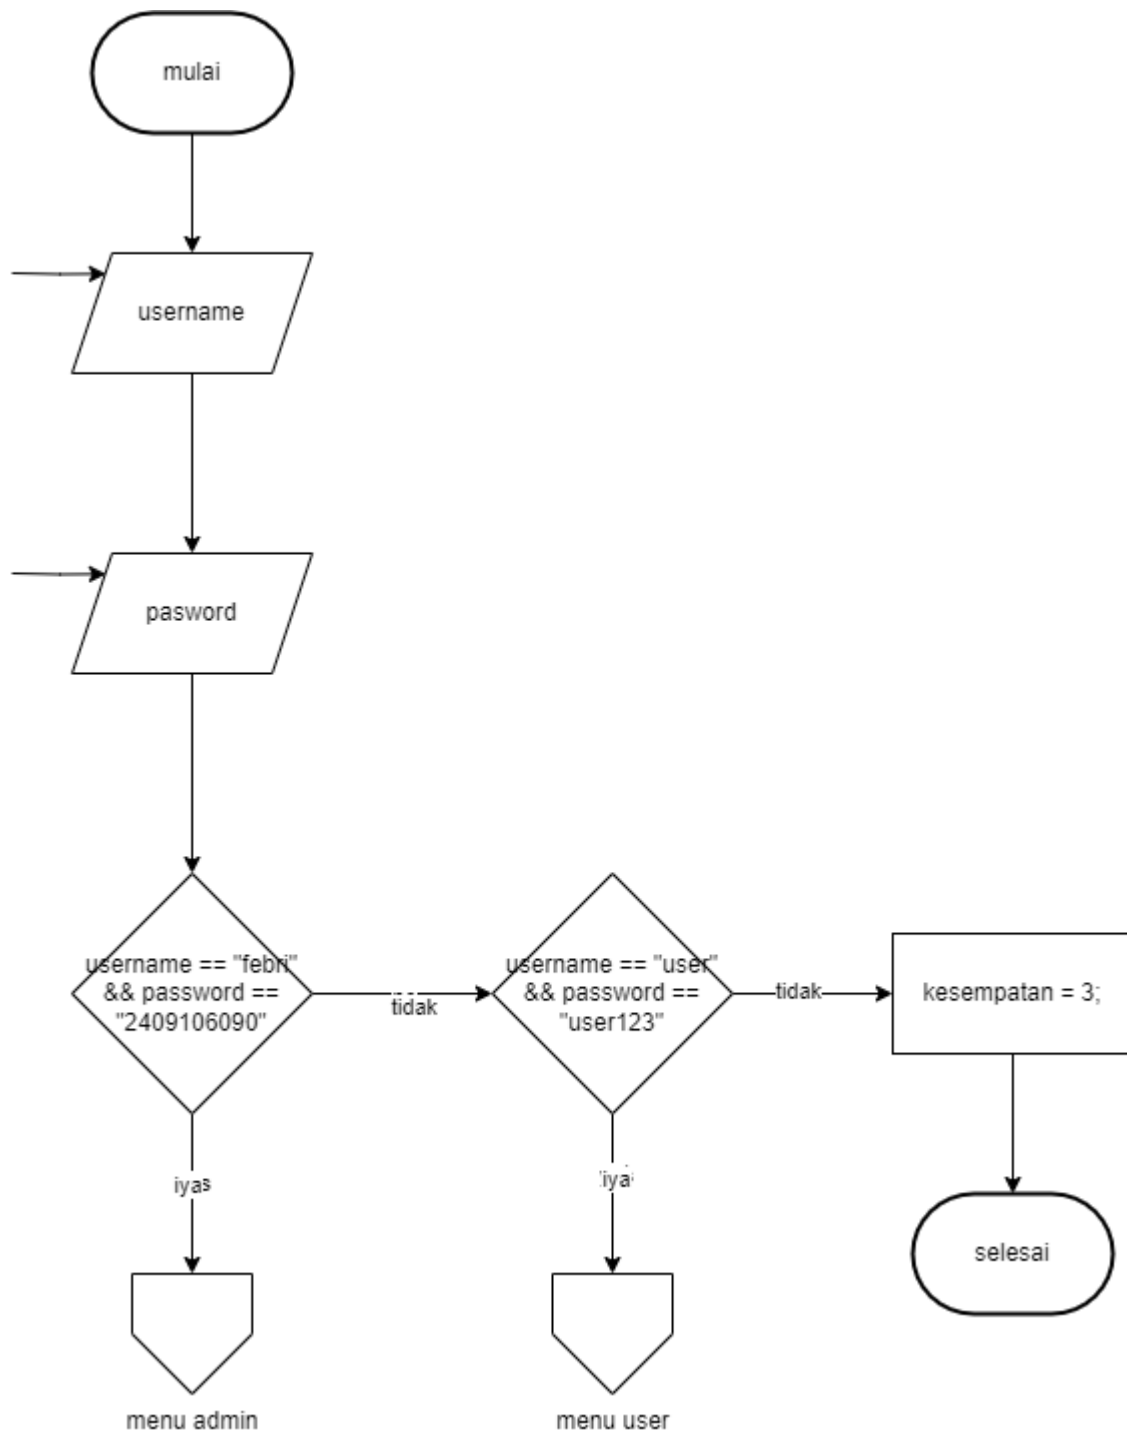 mulai
username
pasword
username == "febri"
&& password ==
"2409106090"
tidak
username == "user"
&& password ==
"user123"
tidak
kesempatan = 3;
iyas
iya
selesai
menu admin
menu user